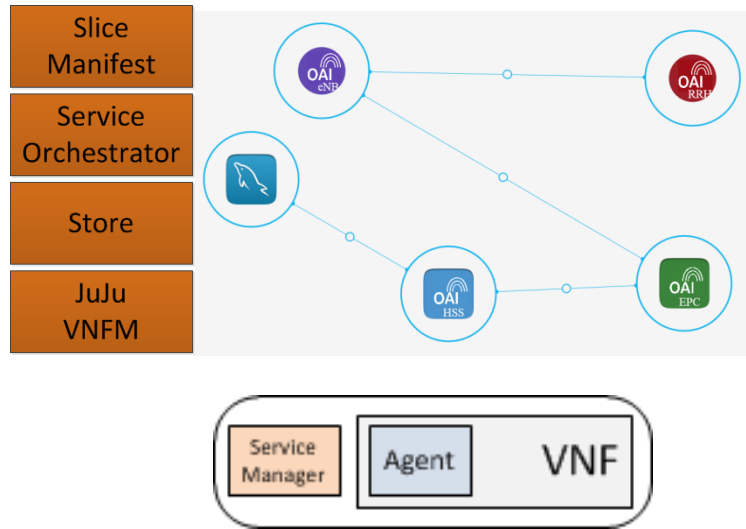 Slice
Manifest
Service
Orchestrator
Store
JuJu
VNFM
OAI
eNB
OAI
RRH
OAI
HSS
OAI
EPC
Service
Manager
Agent
VNF